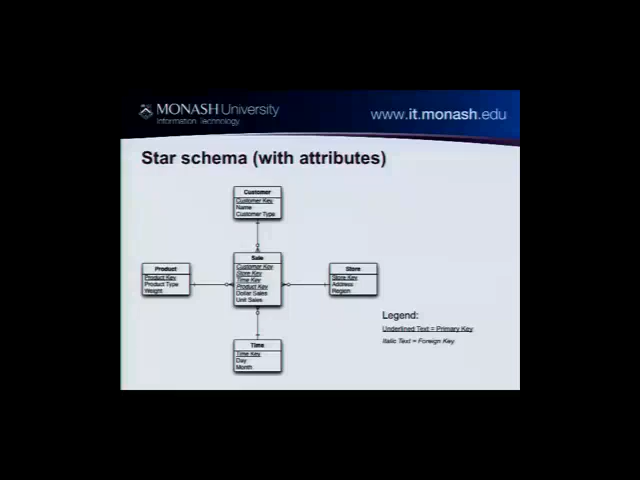 MONASH University
Information Technology
www.it.monash.edu
Star schema (with attributes)
Customer
Customer Key
Name
Customer Type
Product
Product Key
Product Type
Weight
Sale
Customer Key
Store Key
Time Key
Product Key
Dollar Sales
Unit Sales
Store
Store Key
Address
Region
Legend:
Underlined Text = Primary Key
Italic Text = Foreign Key
Time
Time Key
Day
Month